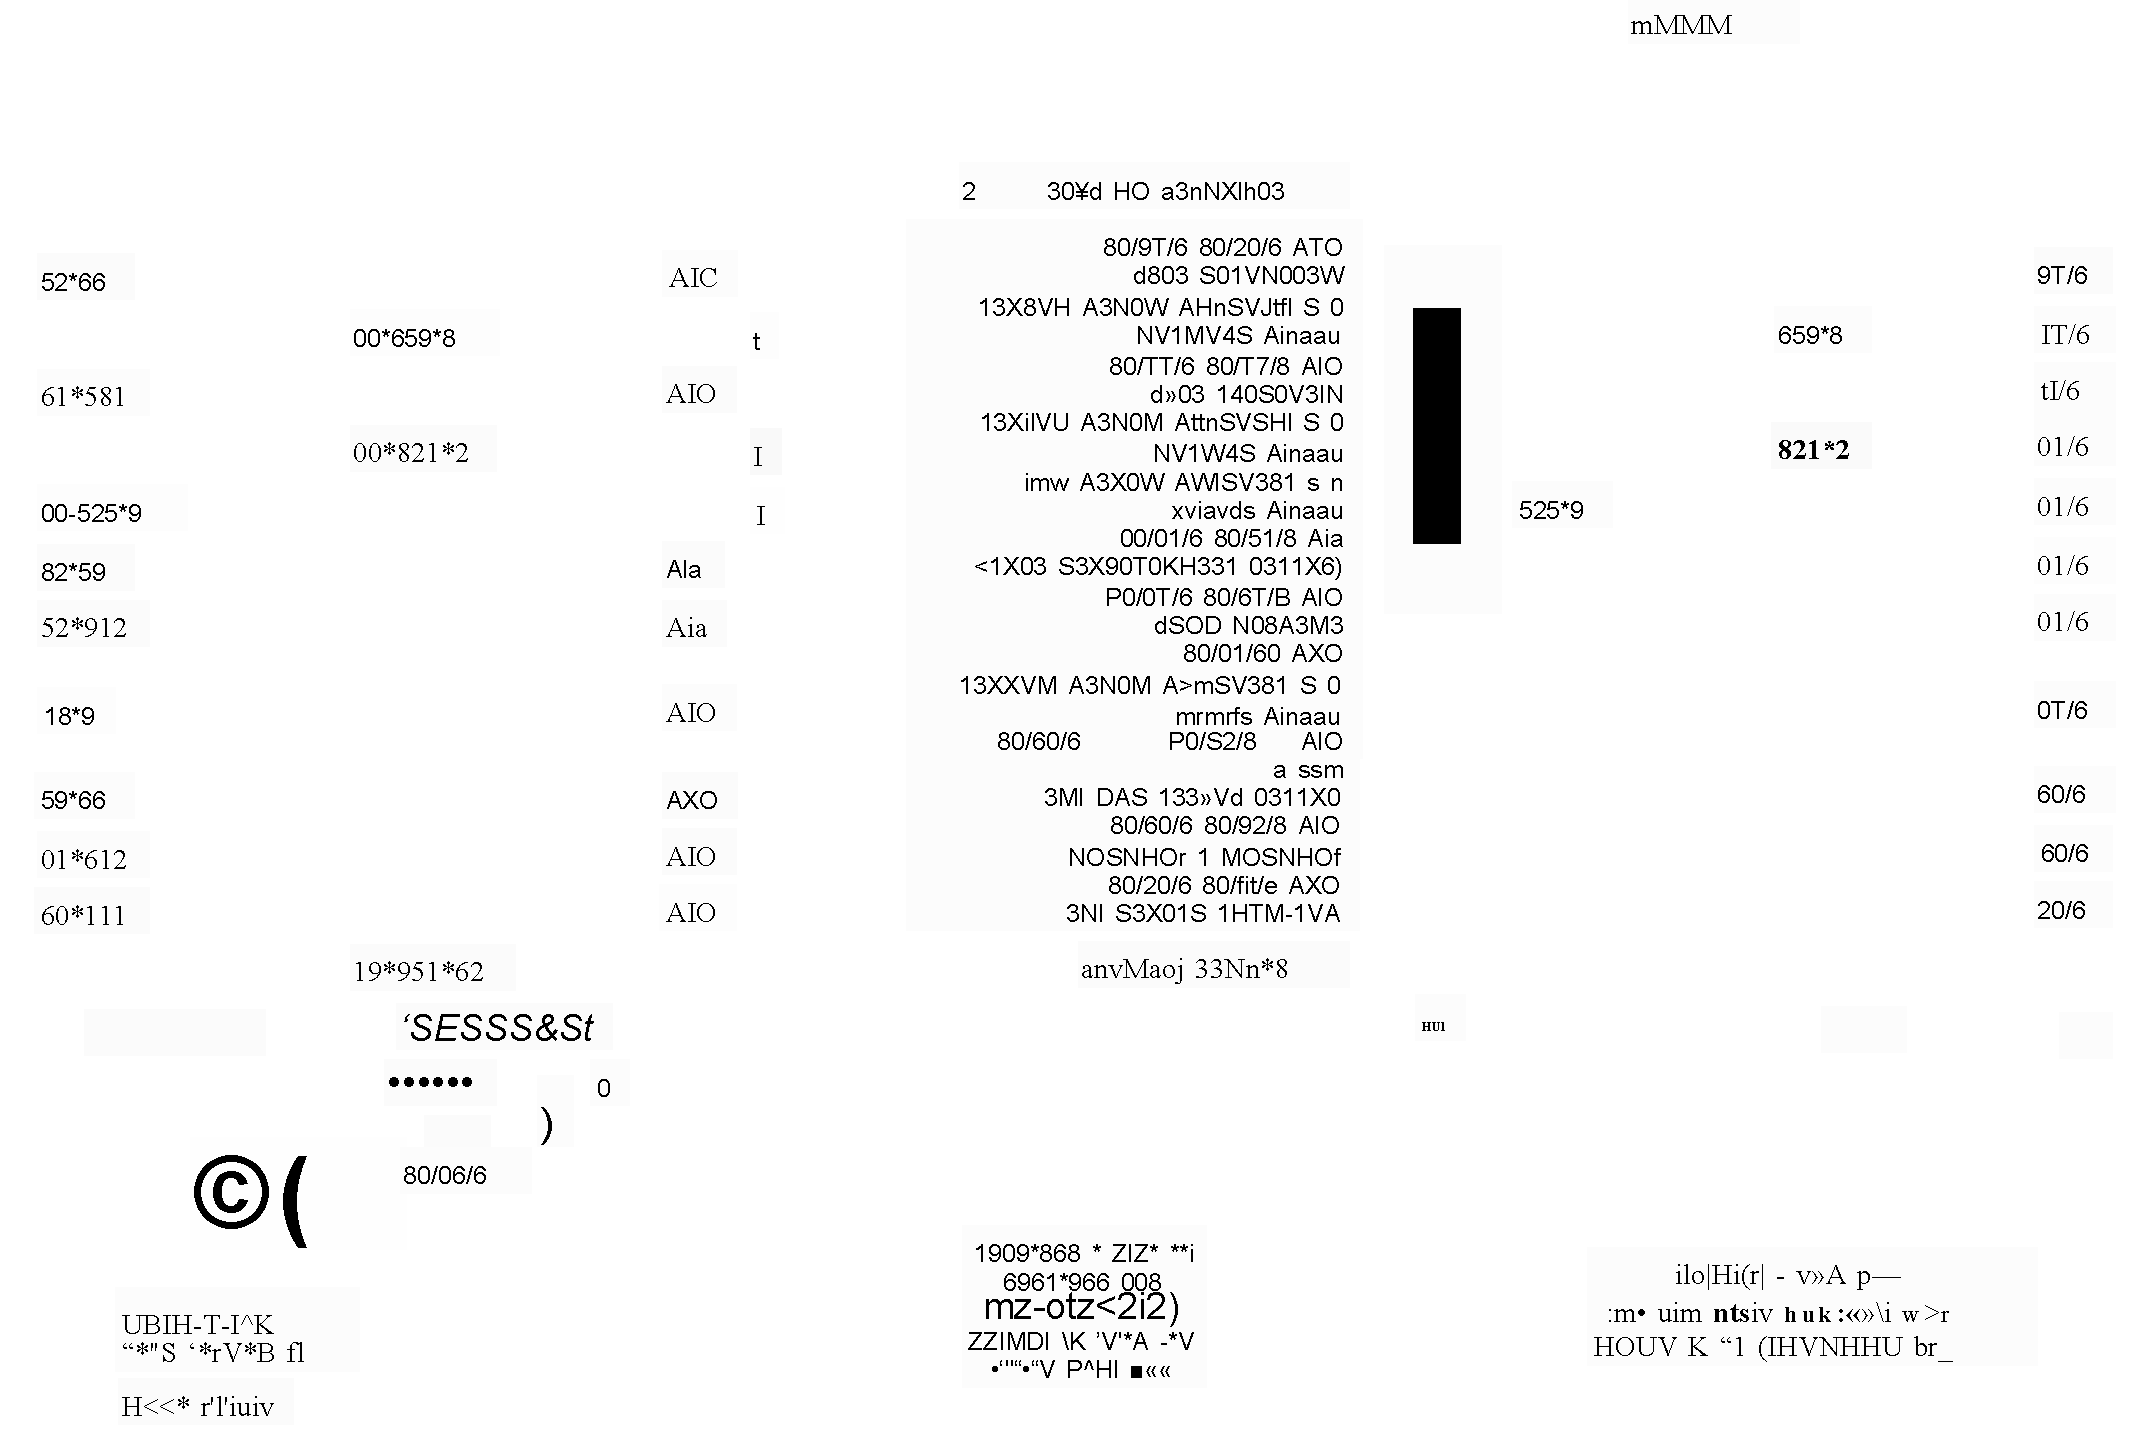 mMMM
2 30¥d HO a3nNXlh03
80/9T/6 80/20/6 ATO
52*66 AIC d803 S01VN003W 9T/6
13X8VH A3N0W AHnSVJtfl S 0
00*659*8 t NV1MV4S Ainaau 659*8 IT/6
80/TT/6 80/T7/8 AIO
61*581 AIO d»03 140S0V3IN tI/6
13XilVU A3N0M AttnSVSHl S 0
00*821*2 I NV1W4S Ainaau 821*2 01/6
imw A3X0W AWlSV381 s n
00-525*9 I xviavds Ainaau 525*9 01/6
00/01/6 80/51/8 Aia
82*59 Ala <1X03 S3X90T0KH331 0311X6) 01/6
P0/0T/6 80/6T/B AIO
52*912 Aia dSOD N08A3M3 01/6
80/01/60 AXO
13XXVM A3N0M A>mSV381 S 0
18*9 AIO mrmrfs Ainaau 0T/6
80/60/6 P0/S2/8 AIO
a ssm
59*66 AXO 3MI DAS 133»Vd 0311X0 60/6
80/60/6 80/92/8 AIO
01*612 AIO NOSNHOr 1 MOSNHOf 60/6
80/20/6 80/fit/e AXO
60*111 AIO 3NI S3X01S 1HTM-1VA 20/6
19*951*62 anvMaoj 33Nn*8
‘SESSS&St HUl
•••••• 0
)
©( 80/06/6
1909*868 * ZIZ* **i
6961*966 008
mz-otz<2i2)
ZZIMDI \K ’V'*A -*V
•‘"'“•“V P^HI ■««
ilo|Hi(r| - v»A p—
:m• uim ntsiv huk:«»\i w>r
HOUV K “1 (IHVNHHU br_
UBIH-T-I^K
“*"S ‘*rV*B fl
H<<* r'l'iuiv